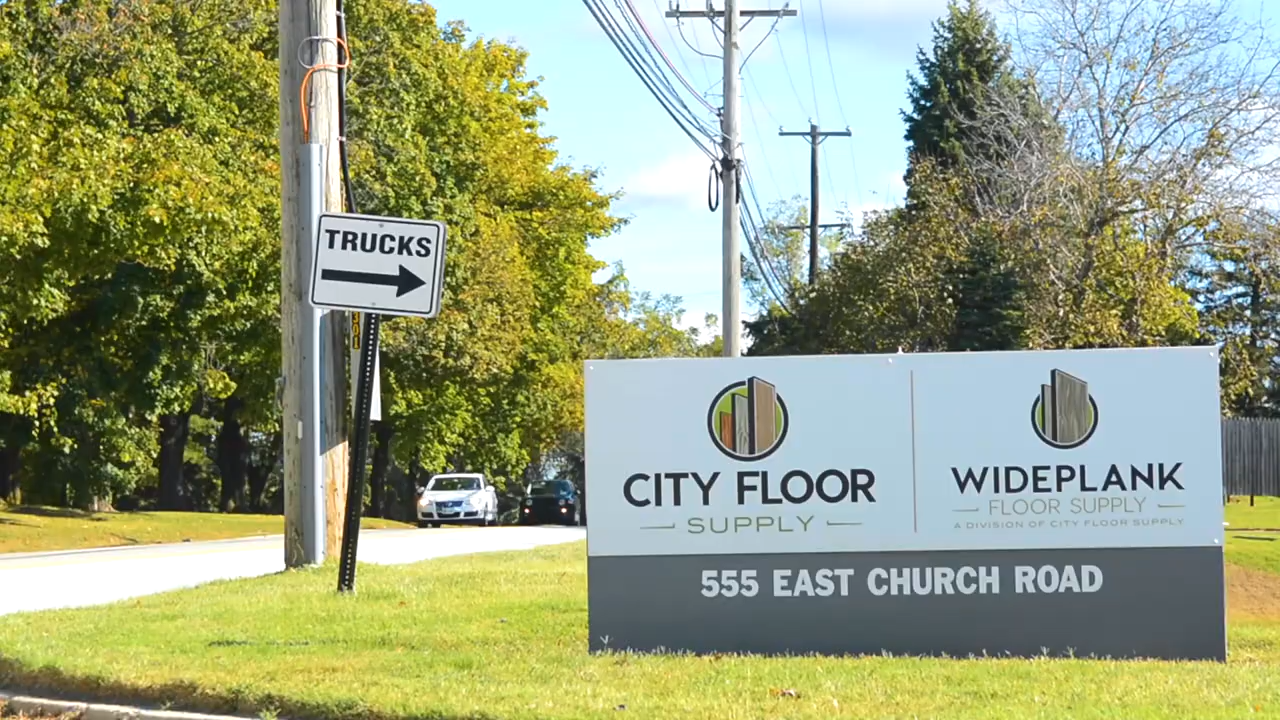 TRUCKS
CITY FLOOR
SUPPLY
WIDEPLANK
FLOOR SUPPLY
A DIVISION OF CITY FLOOR SUPPLY
555 EAST CHURCH ROAD